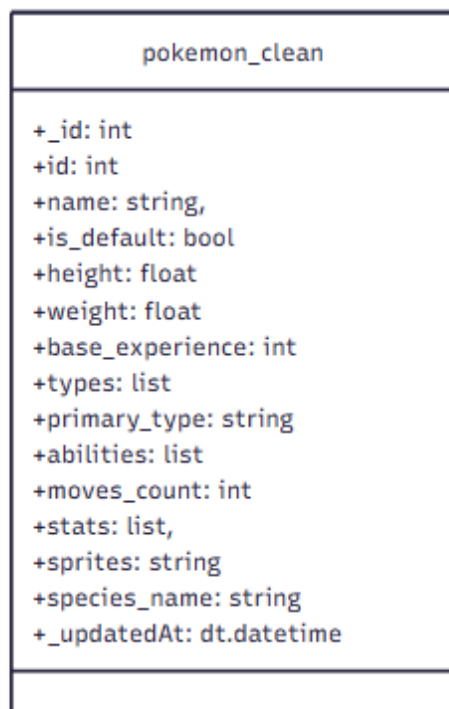 pokemon_clean
+_id: int
+id: int
+name: string,
+is_default: bool
+height: float
+weight: float
+base_experience: int
+types: list
+primary_type: string
+abilities: list
+moves_count: int
+stats: list,
+sprites: string
+species_name: string
+_updatedAt: dt.datetime